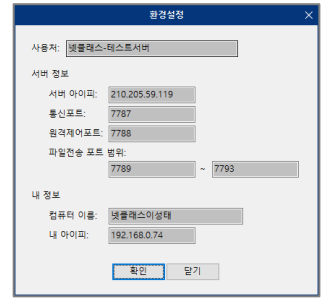 환경설정
사용처: 넷클래스-테스트서버
서버 정보
서버 아이피: 210.205.59.119
통신포트: 7787
원격제어포트: 7788
파일전송 포트 범위:
7789 ~ 7793
내 정보
컴퓨터 이름: 넷클래스이성태
내 아이피: 192.168.0.74
확인 닫기